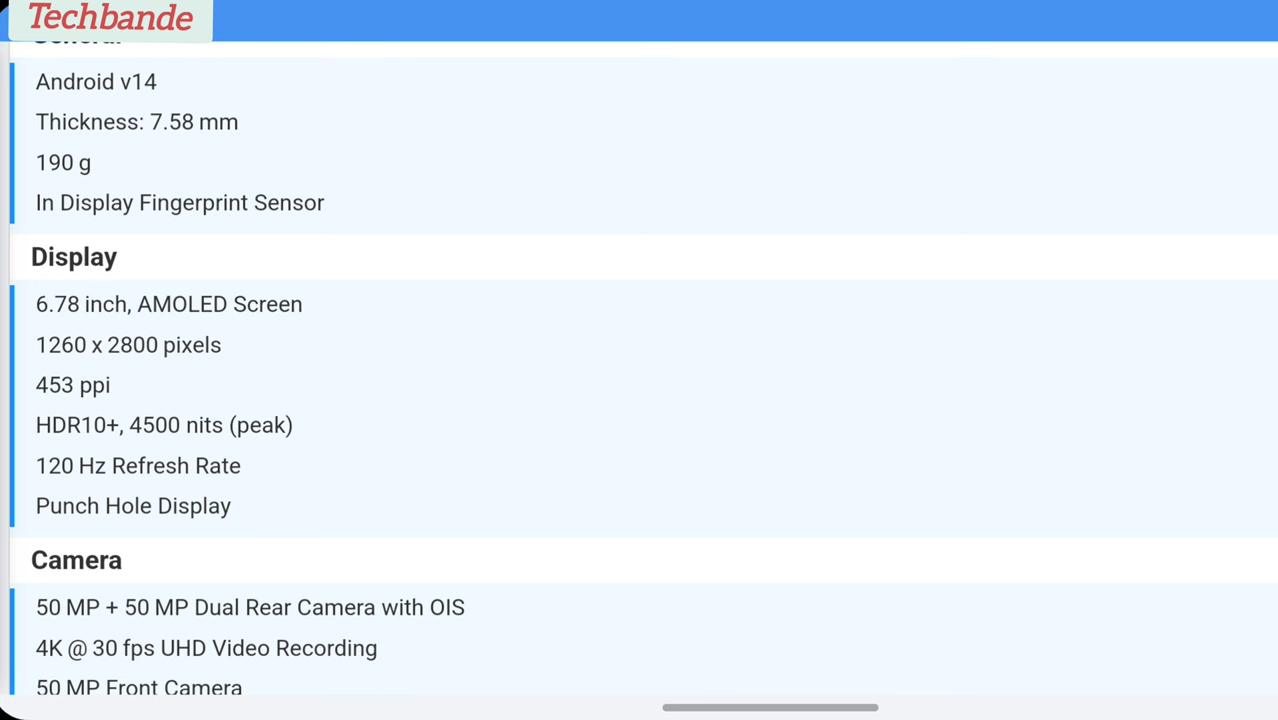 Techbande
General
Android v14
Thickness: 7.58 mm
190 g
In Display Fingerprint Sensor
Display
6.78 inch, AMOLED Screen
1260 x 2800 pixels
453 ppi
HDR10+, 4500 nits (peak)
120 Hz Refresh Rate
Punch Hole Display
Camera
50 MP + 50 MP Dual Rear Camera with OIS
4K @ 30 fps UHD Video Recording
50 MP Front Camera